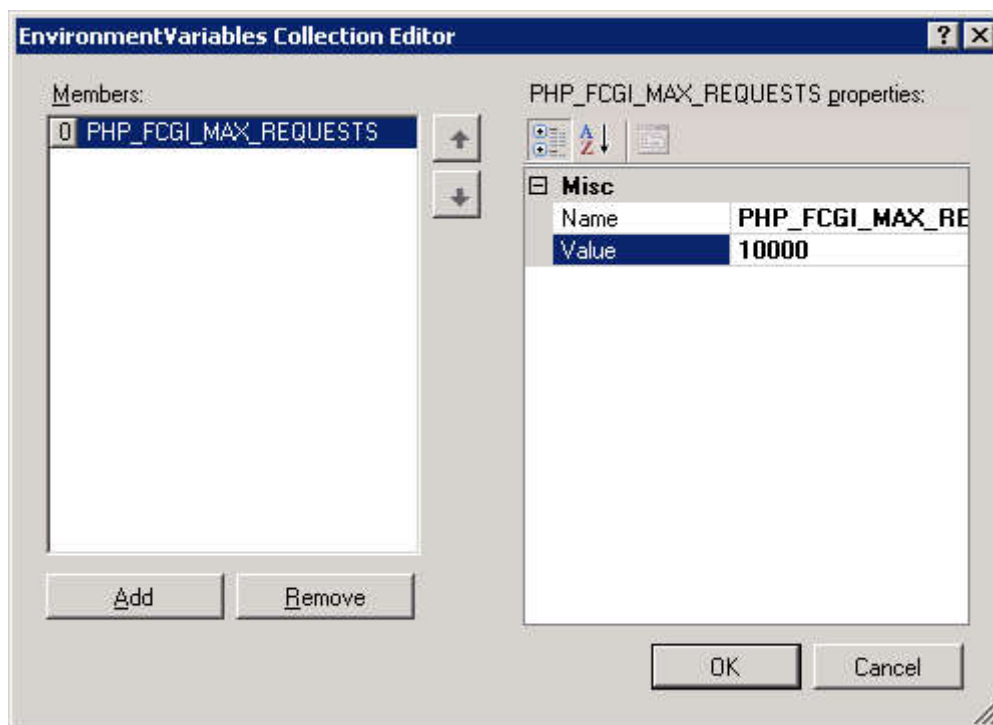 EnvironmentVariables Collection Editor
Members:
0 PHP_FCGI_MAX_REQUESTS
Add
Remove
PHP_FCGI_MAX_REQUESTS properties:
Misc
Name PHP_FCGI_MAX_RE
Value 10000
OK
Cancel